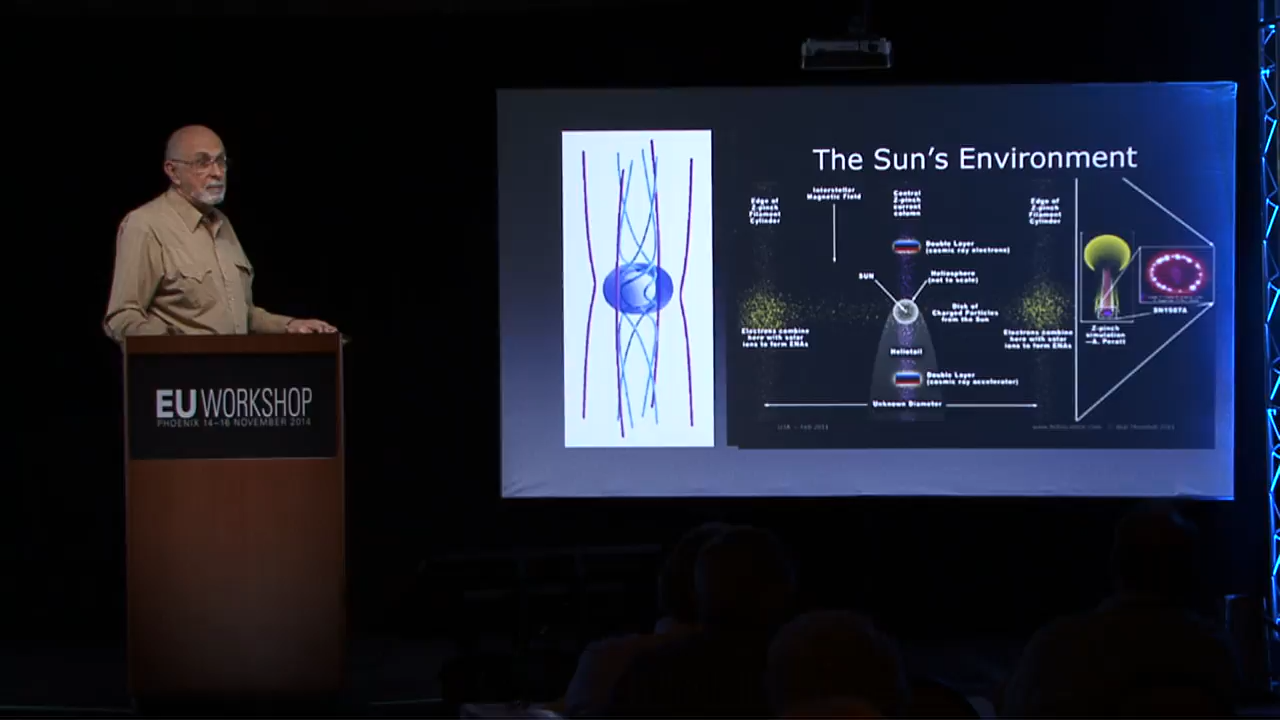 EU WORKSHOP
PHOENIX 14–16 NOVEMBER 2014
The Sun's Environment
Interstellar
Magnetic Field
Central
Z-pinch
current
column
Edge of
Z-pinch
Filament
Cylinder
Edge of
Z-pinch
Filament
Cylinder
Double Layer
(cosmic ray electrons)
SUN
Heliosphere
(not to scale)
Disk of
Charged Particles
from the Sun
Electrons combine
here with solar
ions to form ENAs
Electrons combine
here with solar
ions to form ENAs
Heliotail
Double Layer
(cosmic ray accelerator)
Unknown Diameter
SN1987A
Z-pinch
simulation
—A. Peratt